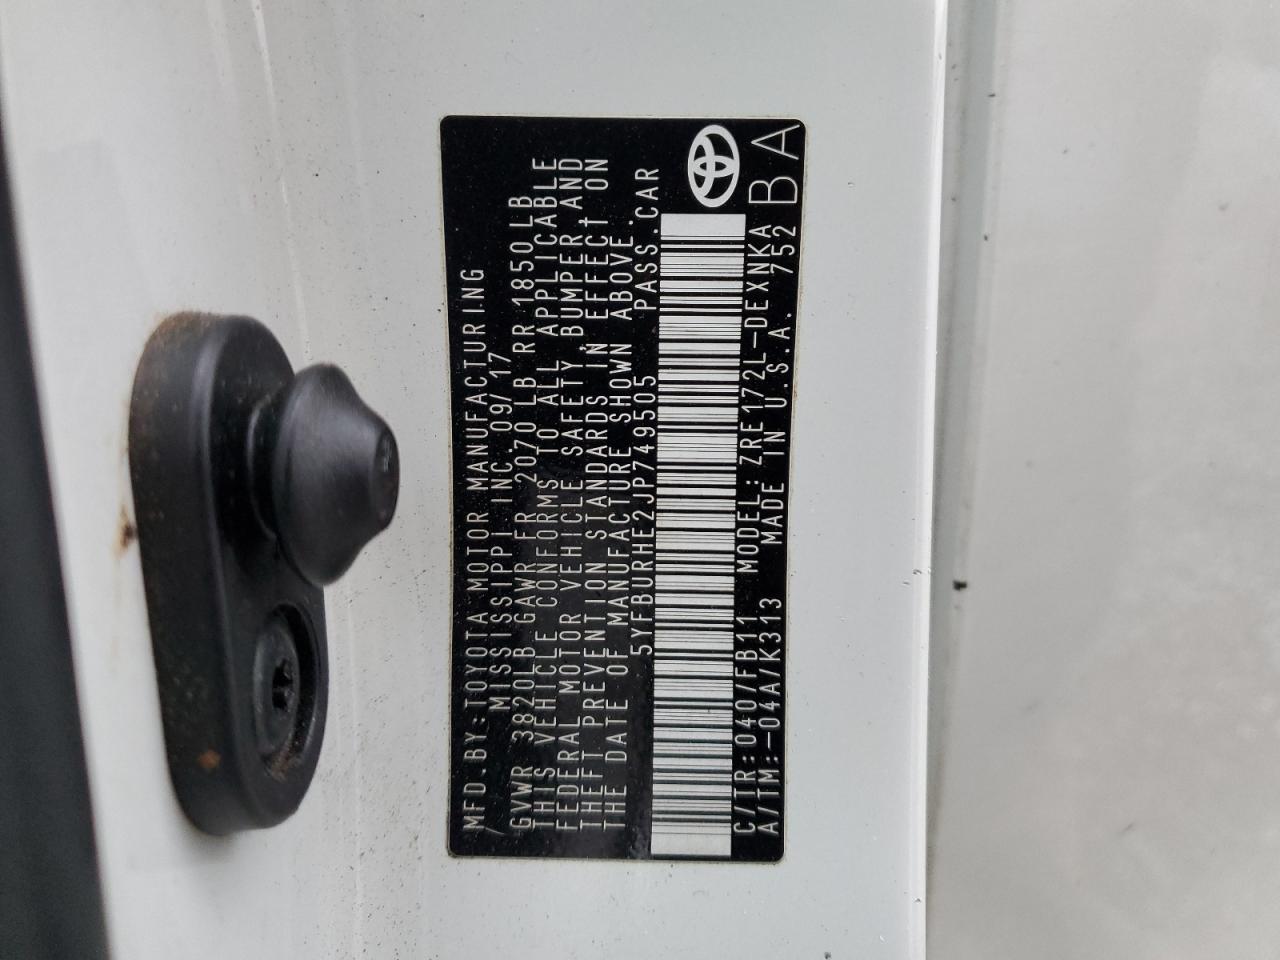 MFD.BY:TOYOTA MOTOR MANUFACTURING
MISSISSIPPI INC. 09/17
GVWR 3820LB GAWR FR 2070LB RR 1850LB
THIS VEHICLE CONFORMS TO ALL APPLICABLE
FEDERAL MOTOR VEHICLE SAFETY, BUMPER, AND
THEFT PREVENTION STANDARDS IN EFFECT ON
THE DATE OF MANUFACTURE SHOWN ABOVE.
5YFBURHE2JP749505 PASS.CAR
C/TR:040/FB11 MODEL:ZRE172L-DEXNKA
A/TM:-04A/K313 MADE IN U.S.A. 752
BA